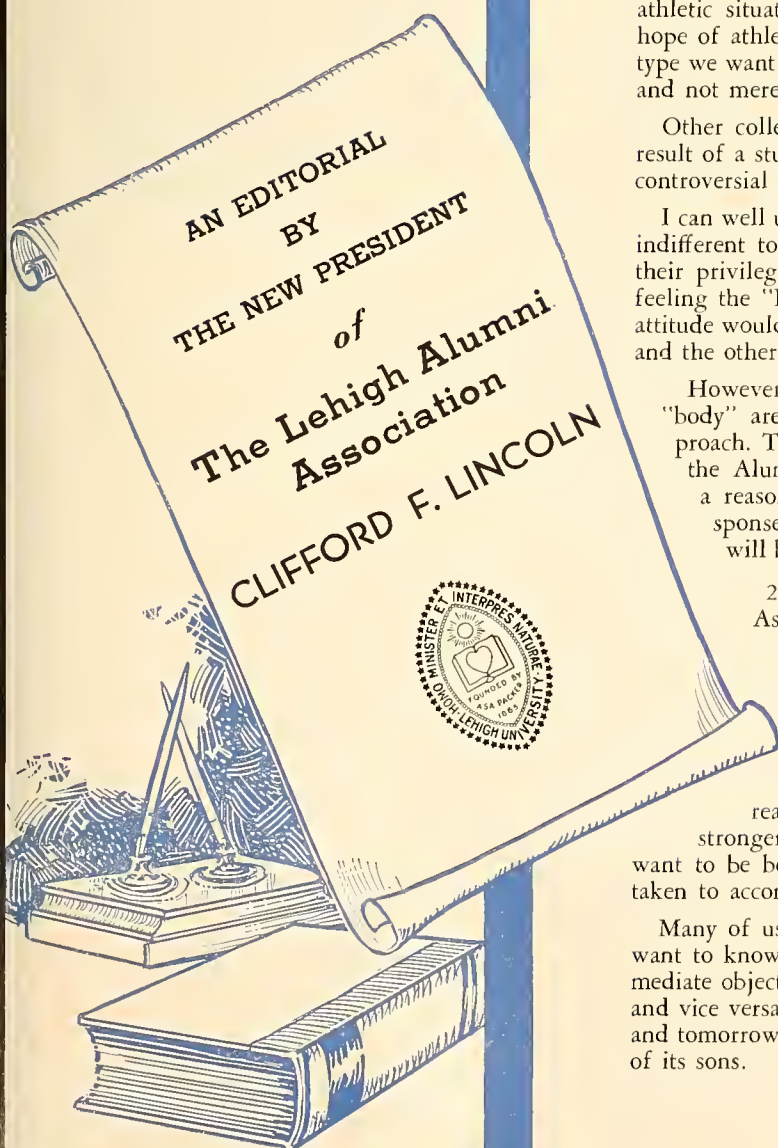 AN EDITORIAL
BY
THE NEW PRESIDENT
of
The Lehigh Alumni
Association
CLIFFORD F. LINCOLN
HOMO MINISTER ET INTERPRES NATURAE · LEHIGH UNIVERSITY ·
FOUNDED BY
ASA PACKER
1865
athletic situat
hope of athle
type we want
and not mere
Other colle
result of a stu
controversial
I can well u
indifferent to
their privileg
feeling the "I
attitude would
and the other
However
"body" are
proach. T
the Alum
a reaso
sponse
will h
2
As
rea
stronger
want to be be
taken to accor
Many of us
want to know
mediate object
and vice versa
and tomorrow
of its sons.